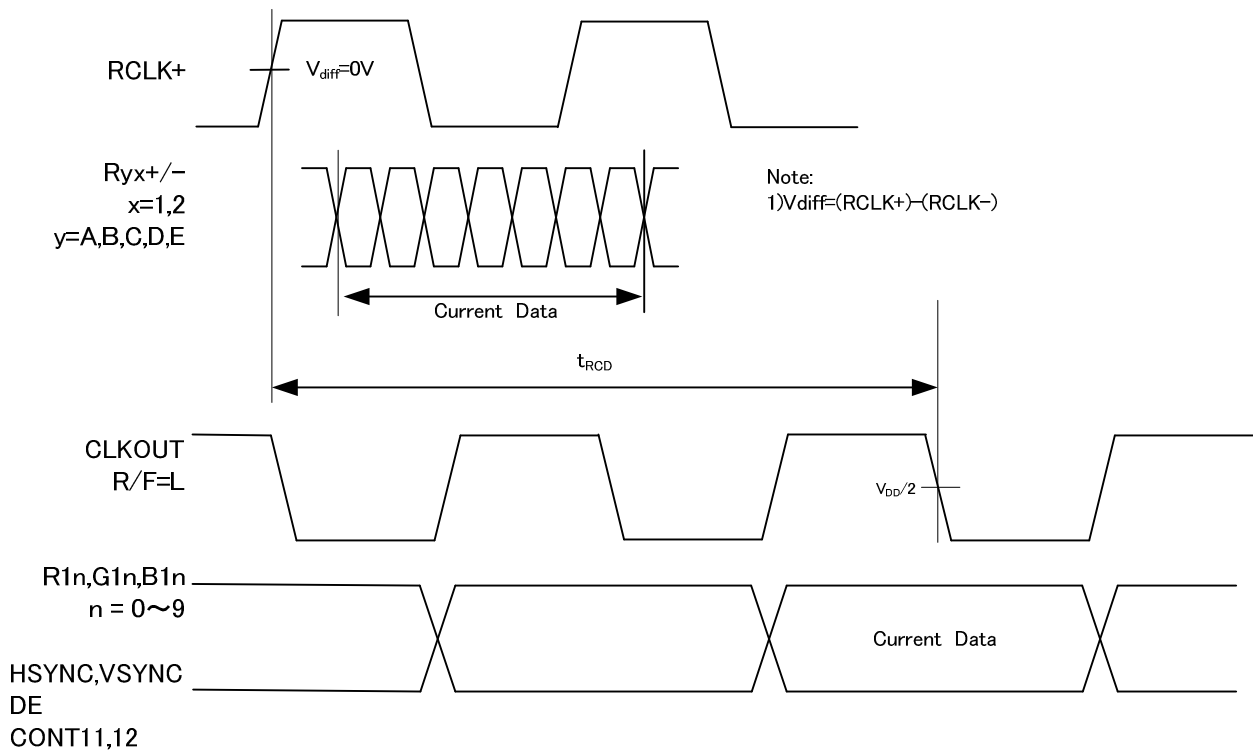 RCLK+
Vdiff=0V
Ryx+/-
x=1,2
y=A,B,C,D,E
Note:
1)Vdiff=(RCLK+)-(RCLK-)
Current Data
tRCD
CLKOUT
R/F=L
VDD/2
R1n,G1n,B1n
n = 0～9
Current Data
HSYNC,VSYNC
DE
CONT11,12